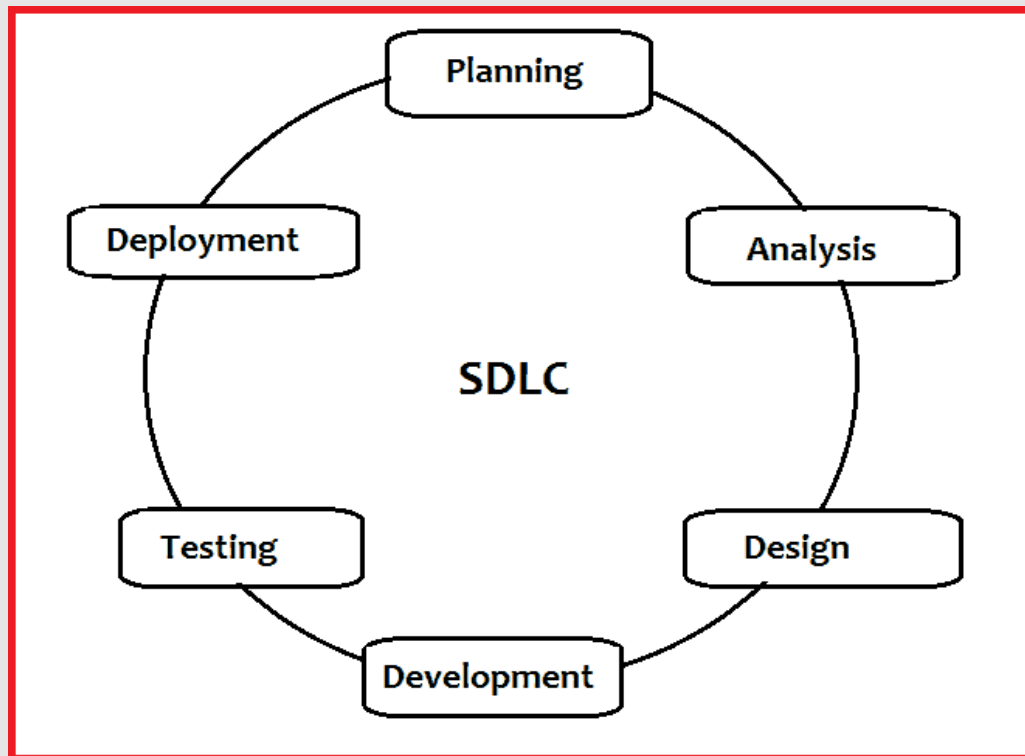 Planning
Deployment
Analysis
SDLC
Testing
Design
Development